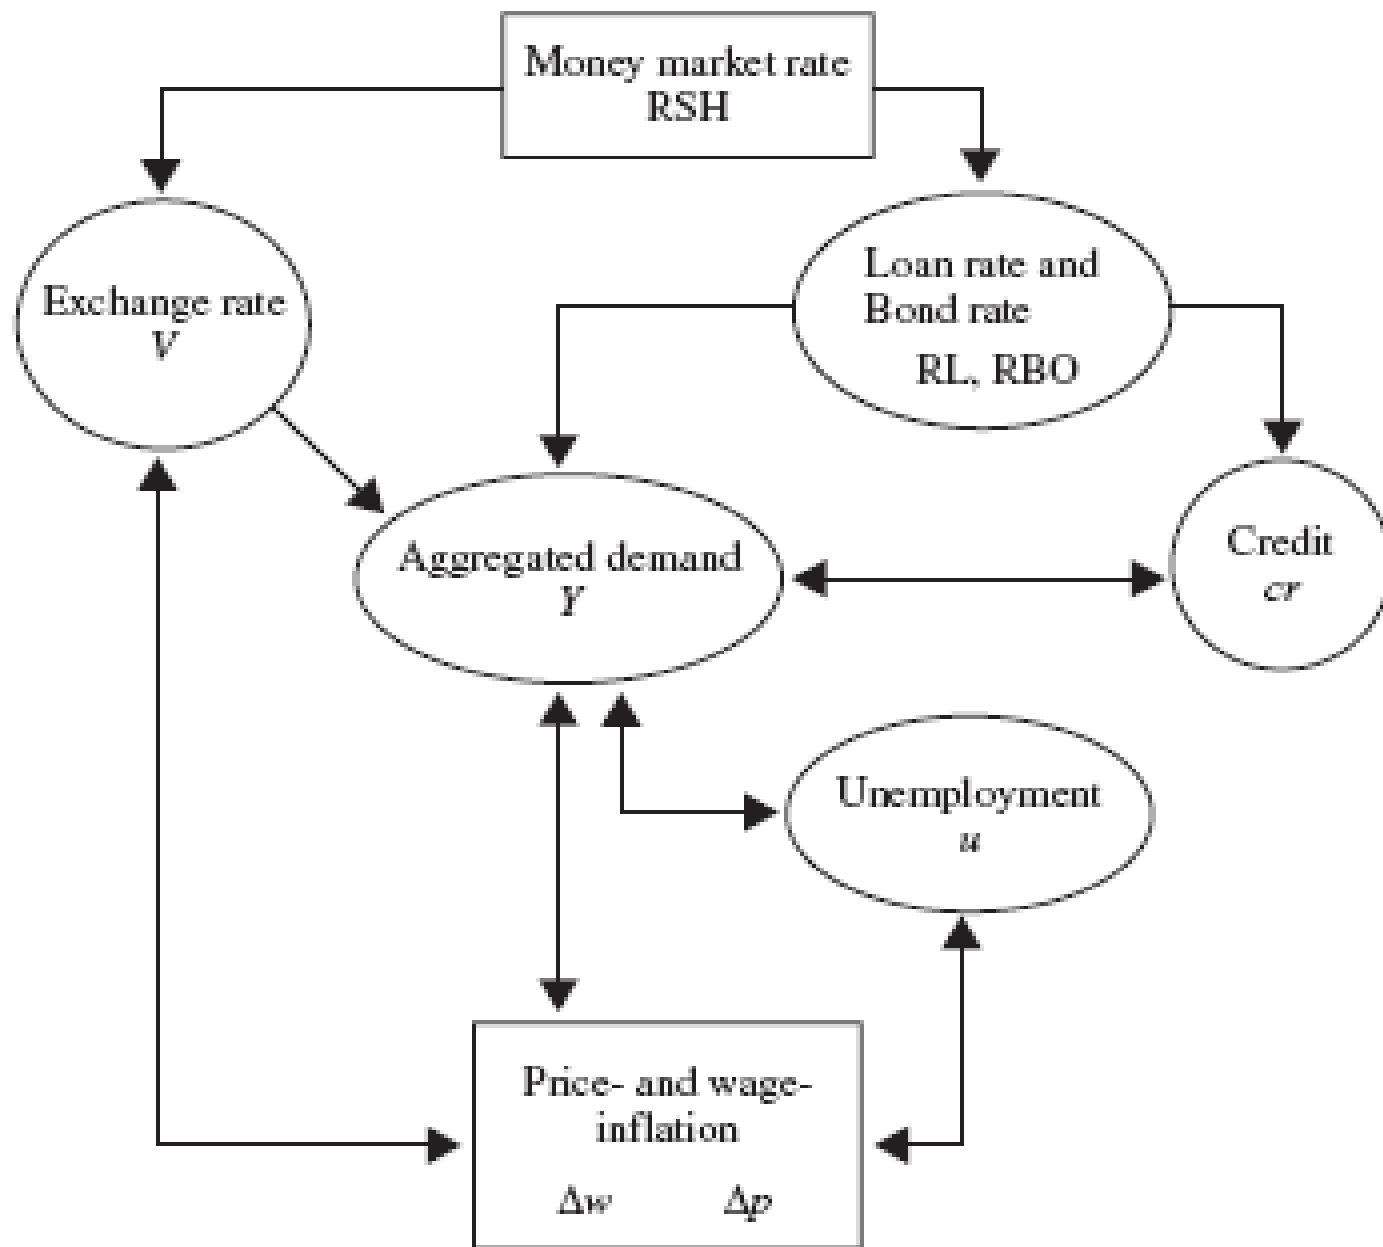 Money market rate
RSH
Exchange rate
V
Loan rate and
Bond rate
RL, RBO
Aggregated demand
Y
Credit
cr
Unemployment
u
Price- and wage-
inflation
Δw Δp